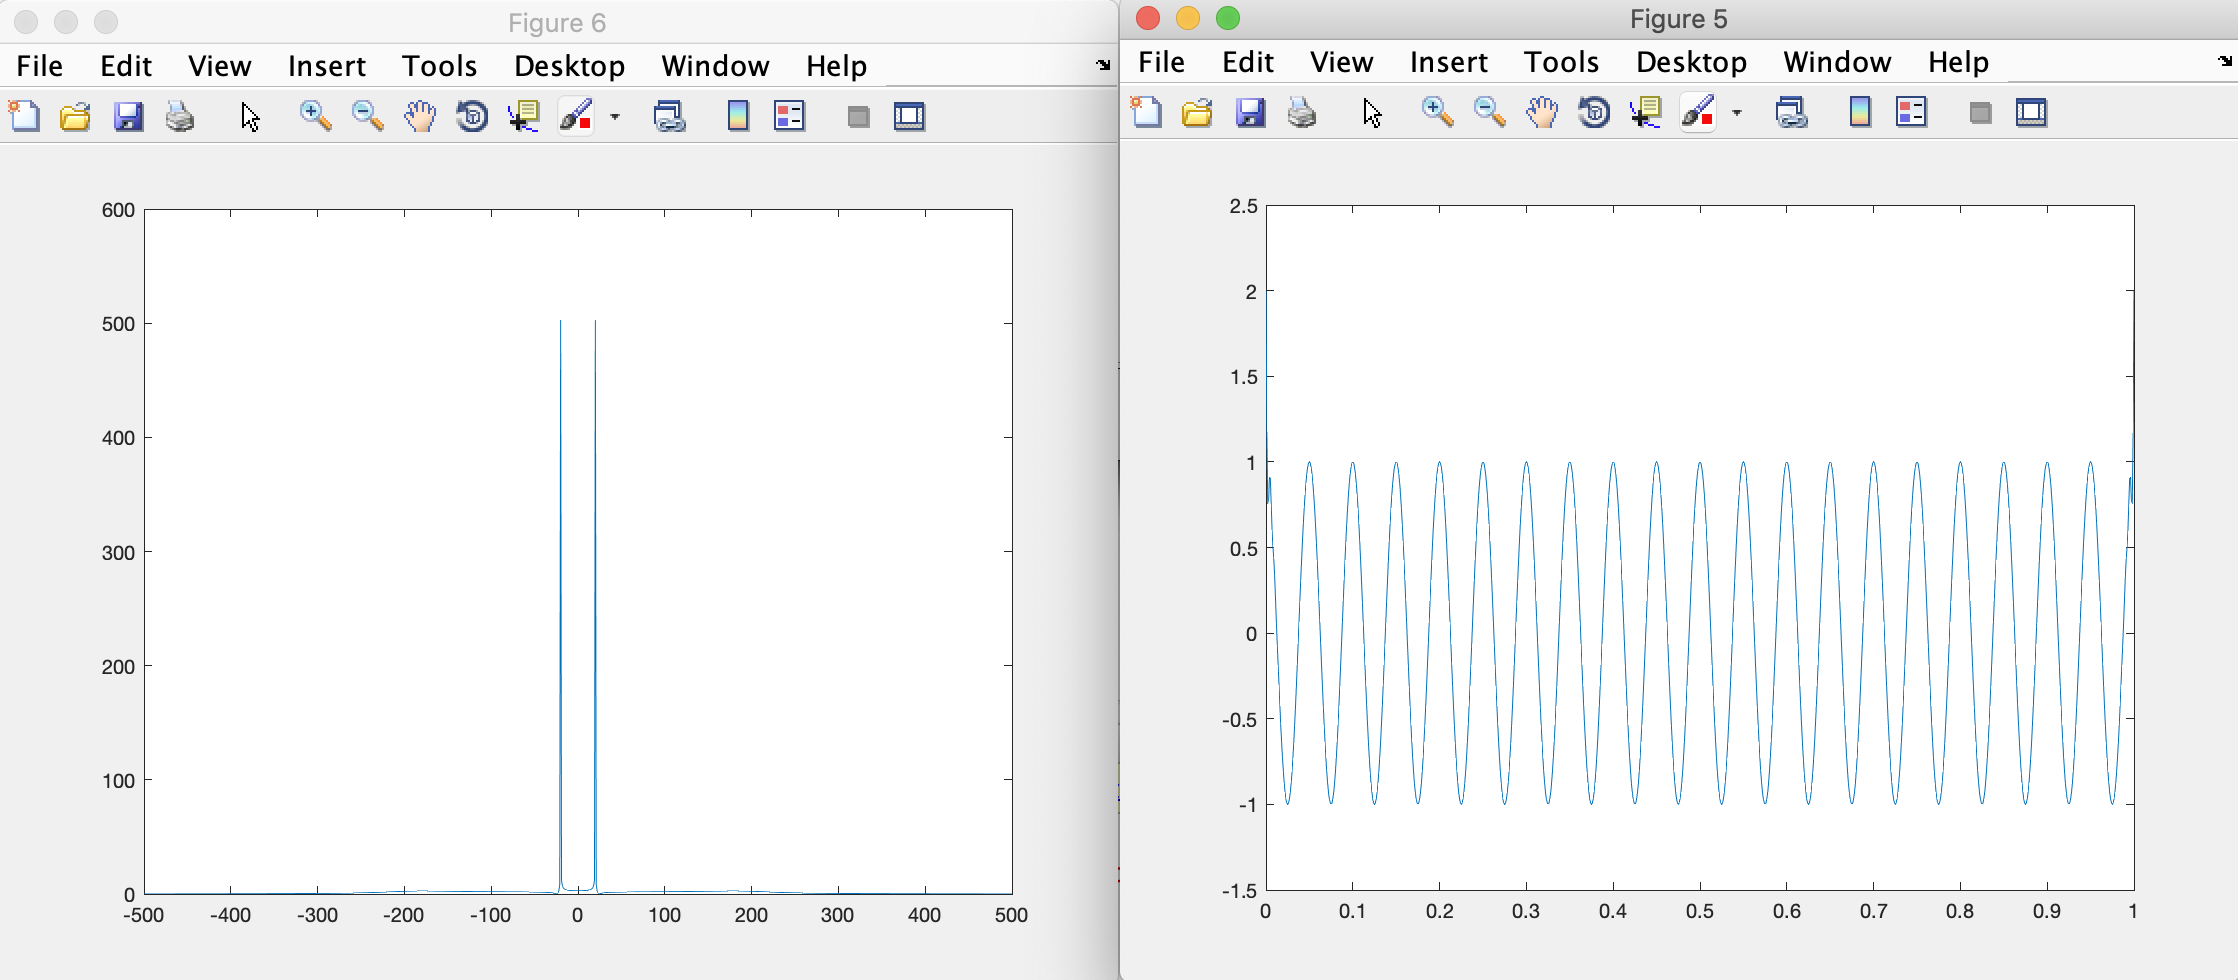 Figure 6
File Edit View Insert Tools Desktop Window Help
600
500
400
300
200
100
0
-500 -400 -300 -200 -100 0 100 200 300 400 500
Figure 5
File Edit View Insert Tools Desktop Window Help
2.5
2
1.5
1
0.5
0
-0.5
-1
-1.5
0 0.1 0.2 0.3 0.4 0.5 0.6 0.7 0.8 0.9 1